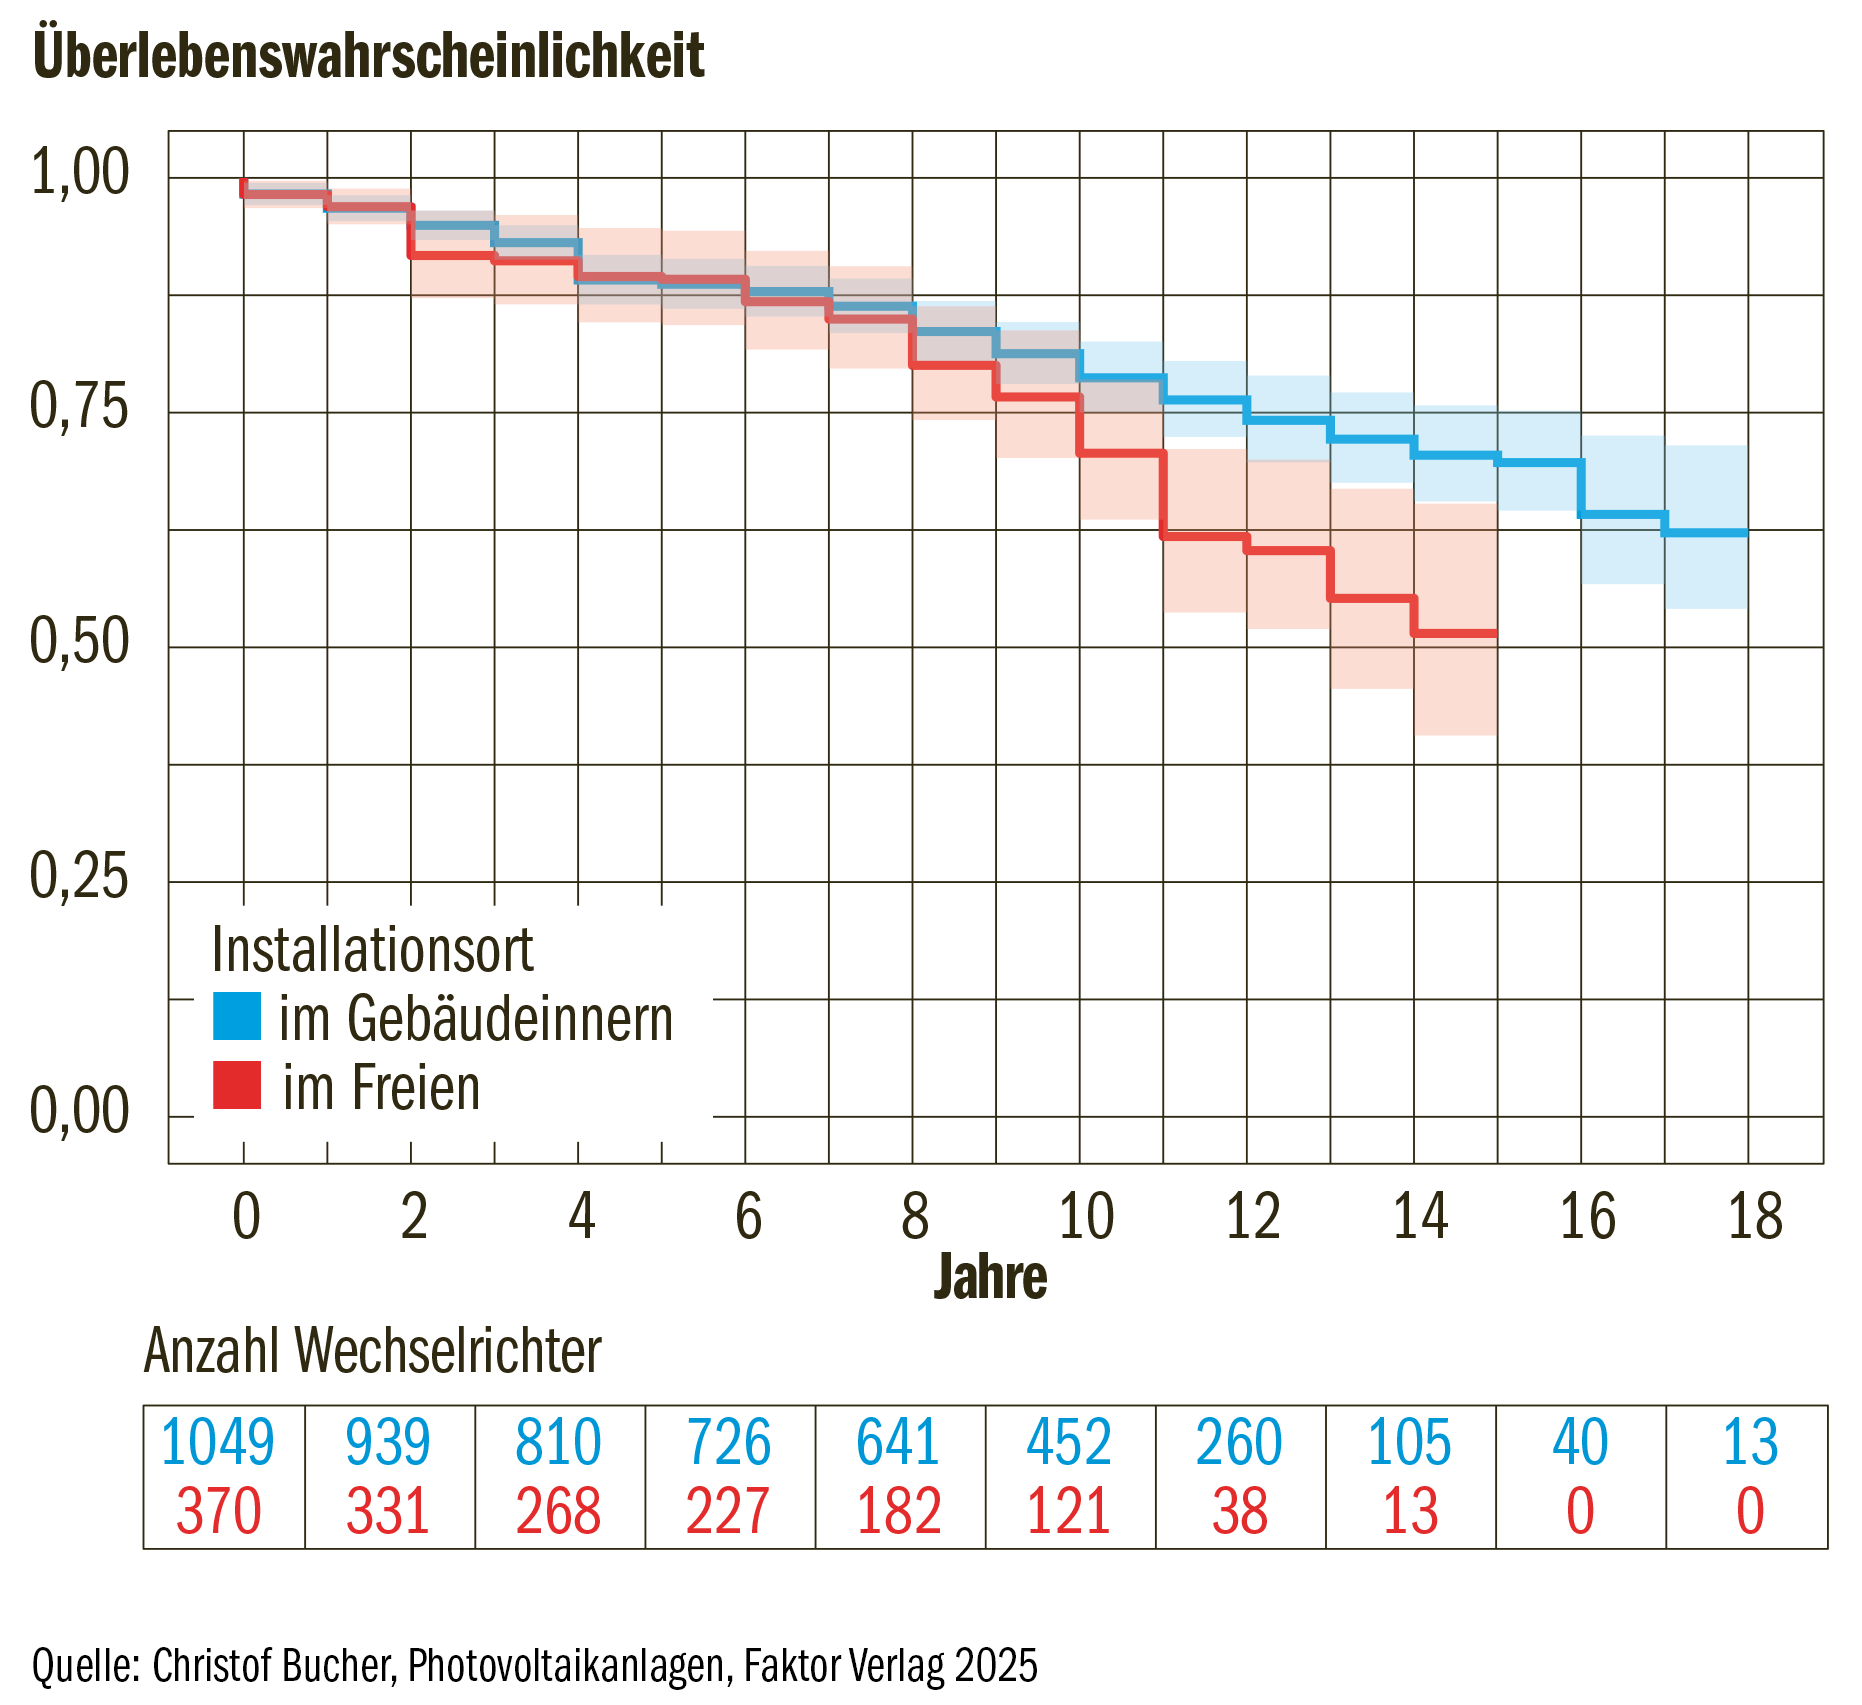 Überlebenswahrscheinlichkeit
1,00
0,75
0,50
0,25
0,00
Installationsort
im Gebäudeinnern
im Freien
0 2 4 6 8 10 12 14 16 18
Jahre
Anzahl Wechselrichter
1049 939 810 726 641 452 260 105 40 13
370 331 268 227 182 121 38 13 0 0
Quelle: Christof Bucher, Photovoltaikanlagen, Faktor Verlag 2025